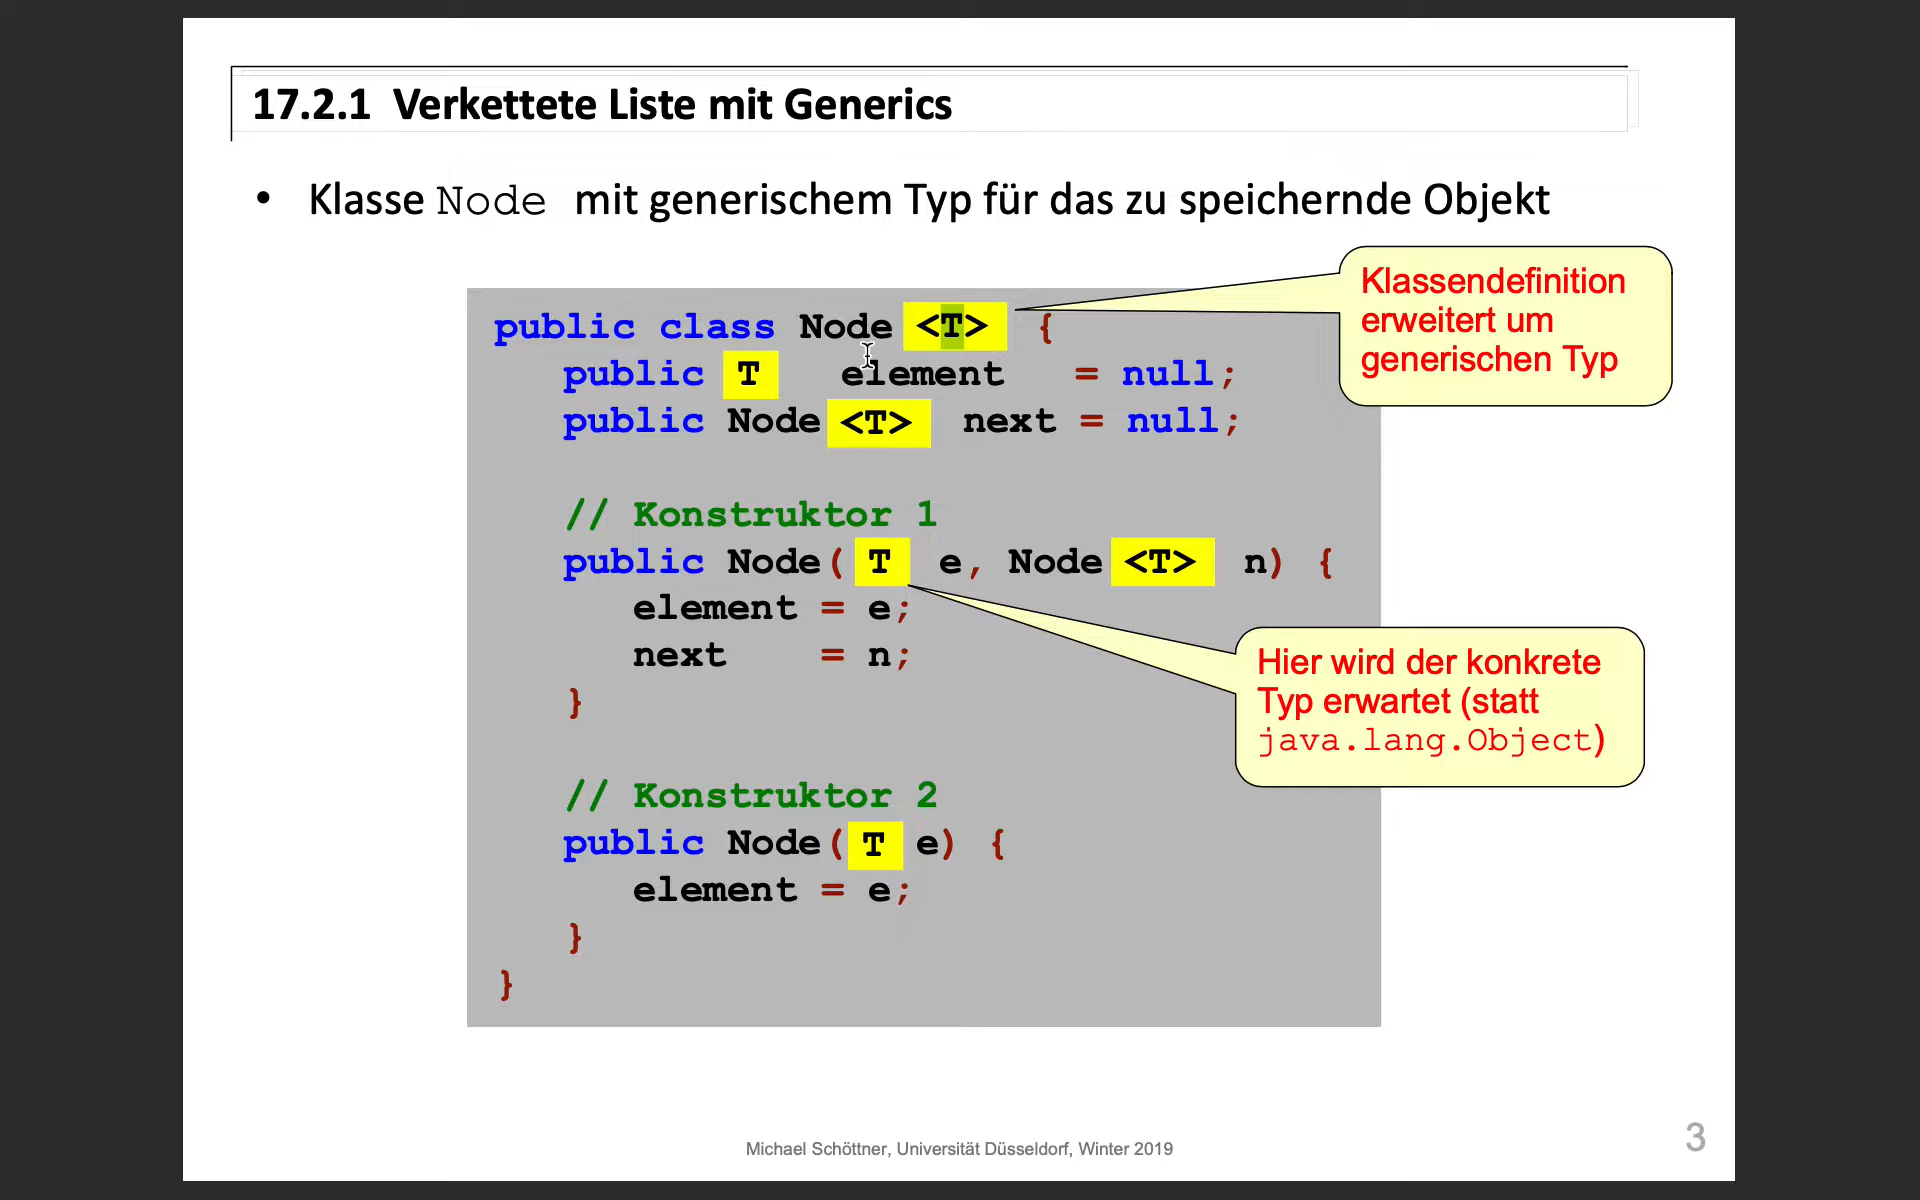 17.2.1 Verkettete Liste mit Generics
• Klasse Node mit generischem Typ für das zu speichernde Objekt
Klassendefinition
erweitert um
generischen Typ
public class Node <T> {
public T element = null;
public Node <T> next = null;
// Konstruktor 1
public Node( T e, Node <T> n) {
element = e;
next = n;
}
Hier wird der konkrete
Typ erwartet (statt
java.lang.Object)
// Konstruktor 2
public Node( T e) {
element = e;
}
}
Michael Schöttner, Universität Düsseldorf, Winter 2019
3